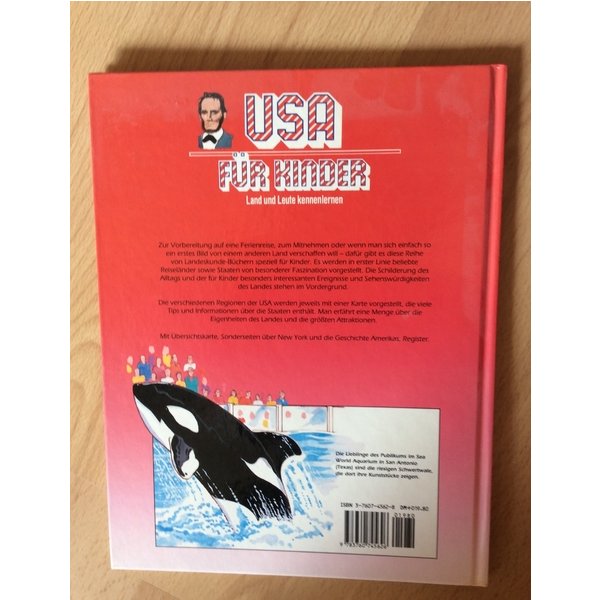 USA
FÜR KINDER
Land und Leute kennenlernen
Zur Vorbereitung auf eine Ferienreise, zum Mitnehmen oder wenn man sich einfach so
ein erstes Bild von einem anderen Land verschaffen will – dafür gibt es diese Reihe
von Landeskunde-Büchern speziell für Kinder. Es werden in erster Linie beliebte
Reiseländer sowie Staaten von besonderer Faszination vorgestellt. Die Schilderung des
Alltags und der für Kinder besonders interessanten Ereignisse und Sehenswürdigkeiten
des Landes stehen im Vordergrund.
Die verschiedenen Regionen der USA werden jeweils mit einer Karte vorgestellt, die viele
Tips und Informationen über die Staaten enthält. Man erfährt eine Menge über die
Eigenheiten des Landes und die größten Attraktionen.
Mit Übersichtskarte, Sonderseiten über New York und die Geschichte Amerikas, Register.
Die Lieblinge des Publikums im Sea
World Aquarium in San Antonio
(Texas) sind die riesigen Schwertwale,
die dort ihre Kunststücke zeigen.
ISBN 3-7607-4562-8 DM+019.80
01980
9 783760 745626